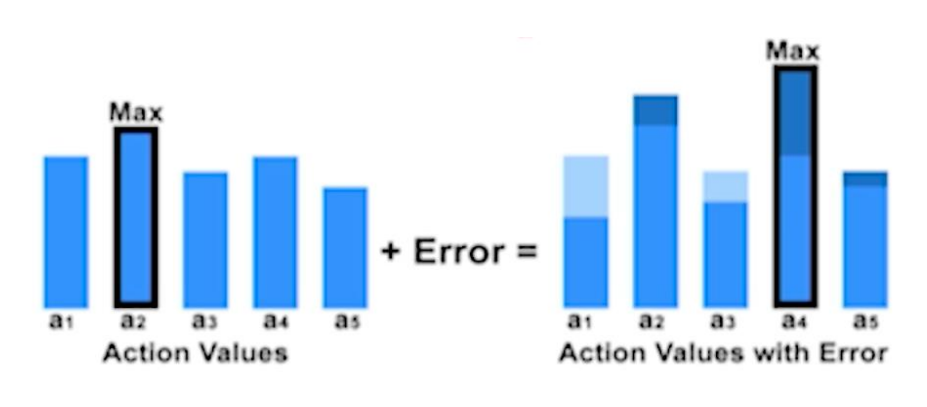 Max
Max
+ Error =
a1 a2 a3 a4 a5
a1 a2 a3 a4 a5
Action Values
Action Values with Error